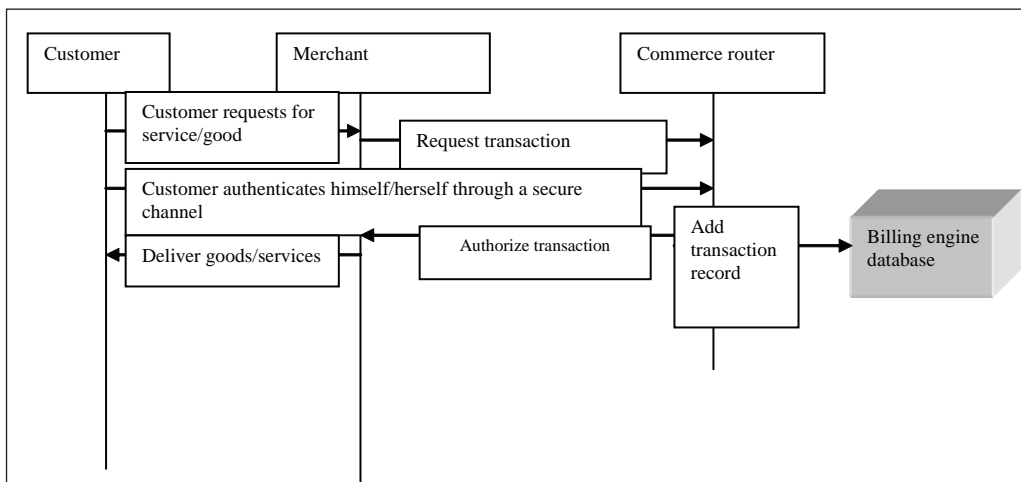 Customer
Merchant
Commerce router
Customer requests for
service/good
Request transaction
Customer authenticates himself/herself through a secure
channel
Add
transaction
record
Billing engine
database
Authorize transaction
Deliver goods/services